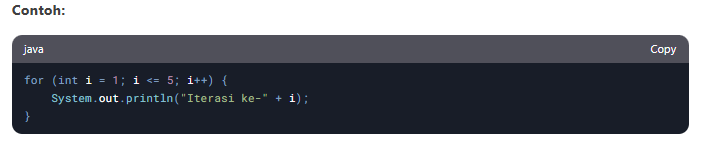 Contoh:
java Copy
for (int i = 1; i <= 5; i++) {
    System.out.println("Iterasi ke-" + i);
}